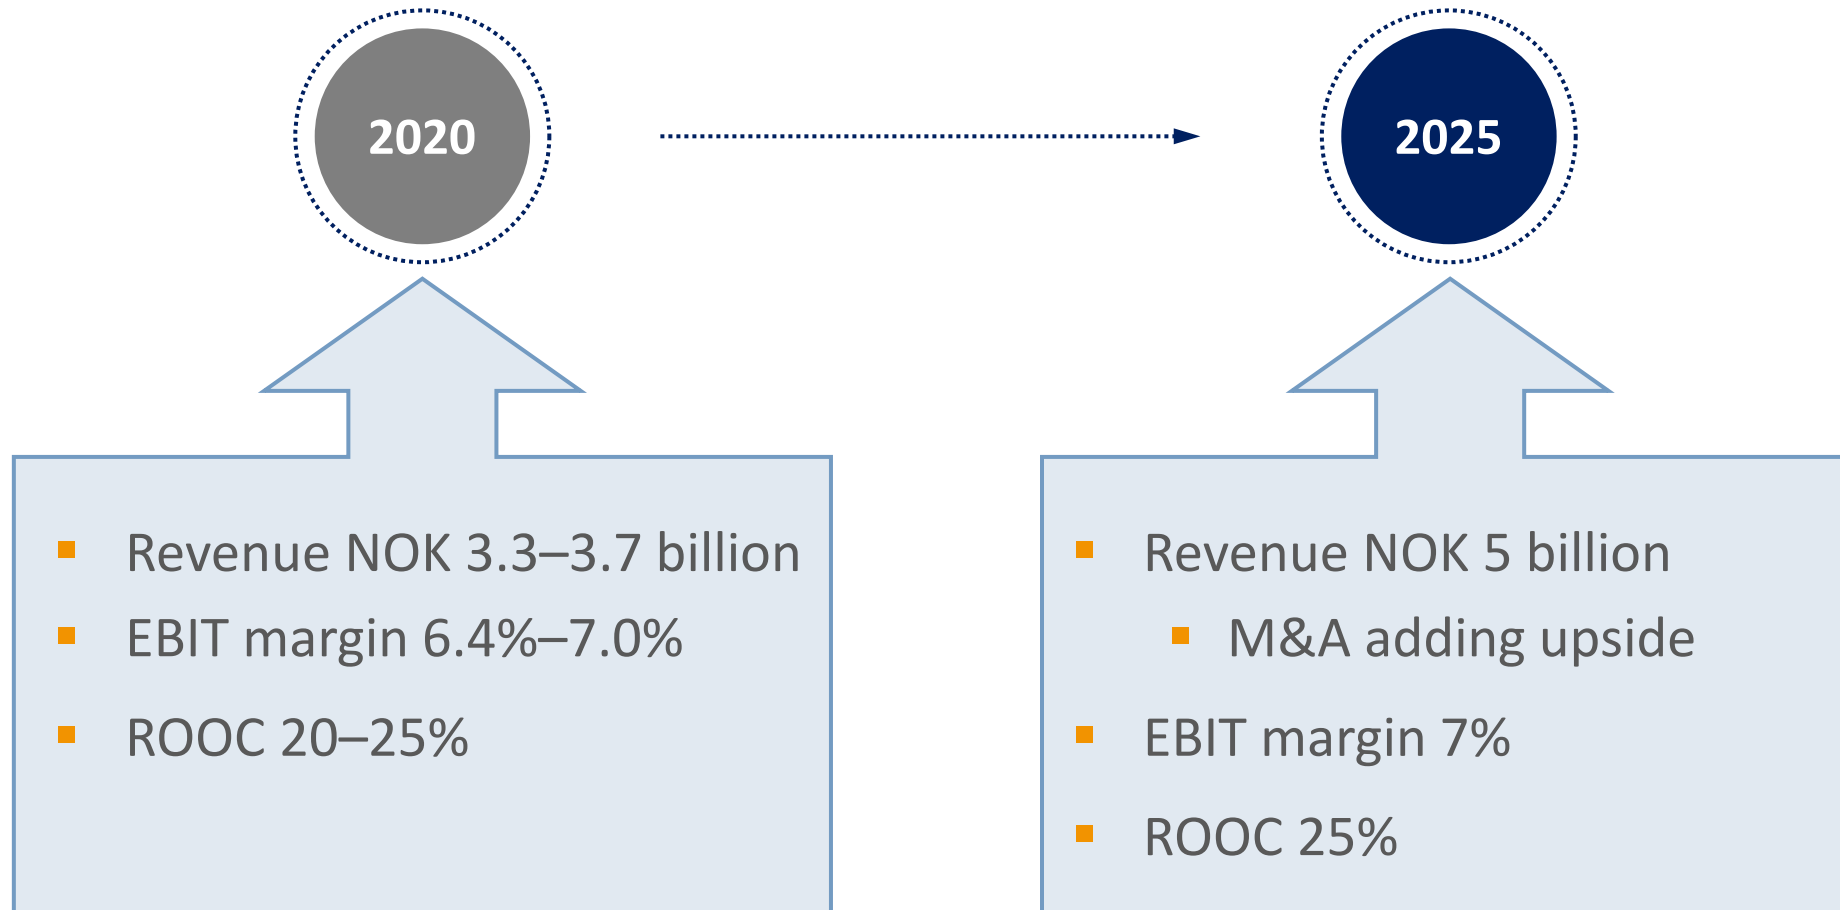 2020
2025
Revenue NOK 3.3–3.7 billion
EBIT margin 6.4%–7.0%
ROOC 20–25%
Revenue NOK 5 billion
M&A adding upside
EBIT margin 7%
ROOC 25%